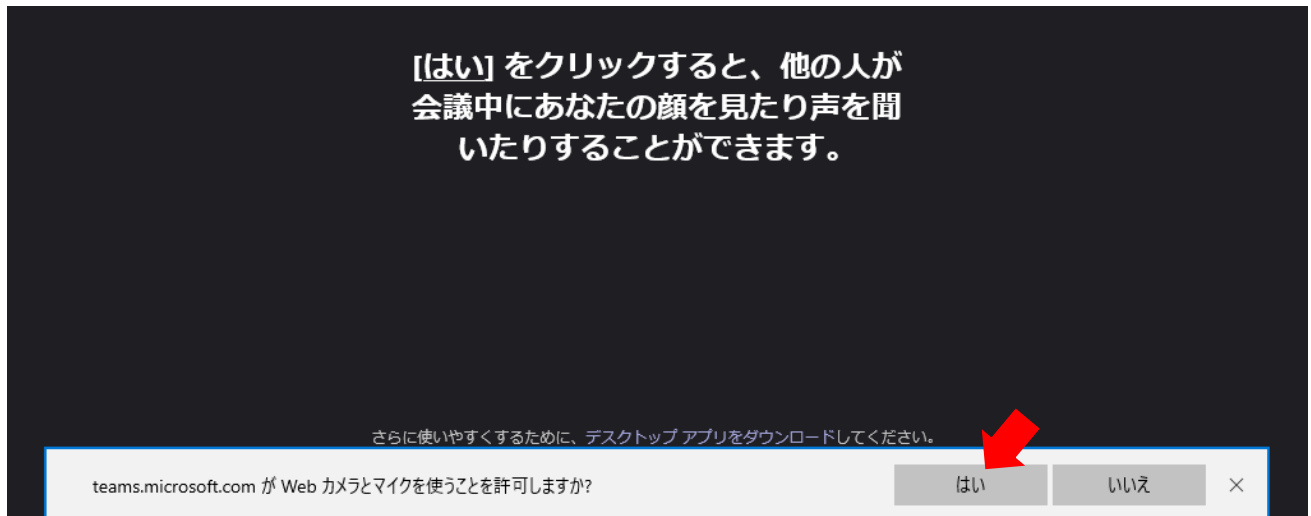 [はい] をクリックすると、他の人が
会議中にあなたの顔を見たり声を聞
いたりすることができます。
さらに使いやすくするために、デスクトップ アプリをダウンロードしてください。
teams.microsoft.com が Web カメラとマイクを使うことを許可しますか?
はい
いいえ